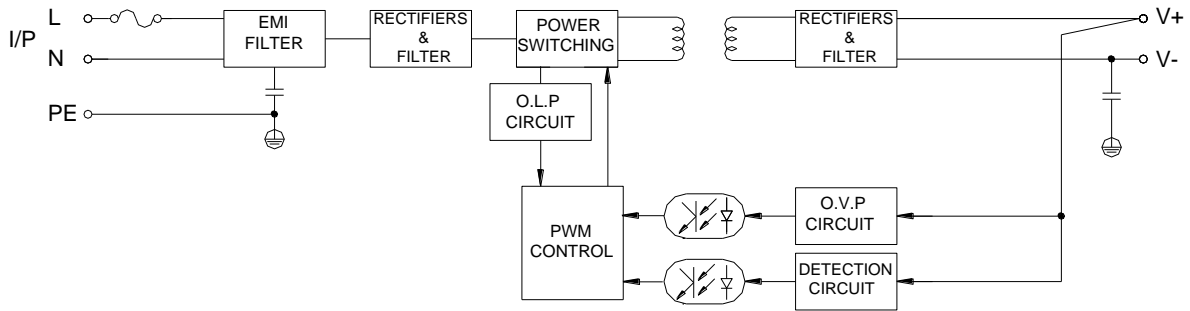 I/P
L
N
PE
EMI
FILTER
RECTIFIERS
&
FILTER
POWER
SWITCHING
RECTIFIERS
&
FILTER
V+
V-
O.L.P
CIRCUIT
PWM
CONTROL
O.V.P
CIRCUIT
DETECTION
CIRCUIT